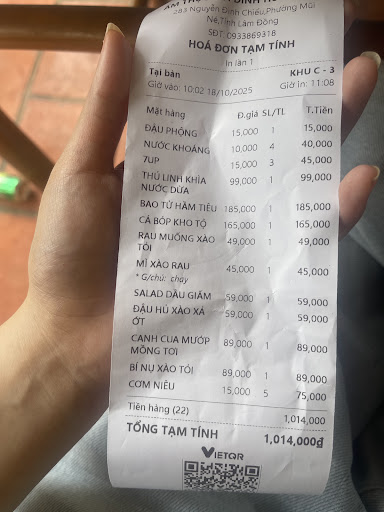 283 Nguyễn Đình Chiểu,Phường Mũi
Né,Tỉnh Lâm Đồng
SĐT: 0933869318
HOÁ ĐƠN TẠM TÍNH
In lần 1
Tại bàn KHU C - 3
Giờ vào: 10:02 18/10/2025 Giờ in: 11:08
Mặt hàng Đ.giá SL/TL T.Tiền
ĐẬU PHỘNG 15,000 1 15,000
NƯỚC KHOÁNG 10,000 4 40,000
7UP 15,000 3 45,000
THỦ LINH KHÌA 99,000 1 99,000
NƯỚC DỪA
BAO TỬ HẦM TIÊU 185,000 1 185,000
CÁ BÓP KHO TỘ 165,000 1 165,000
RAU MUỐNG XÀO 49,000 1 49,000
TỎI
MÌ XÀO RAU 45,000 1 45,000
* G/chú: chay
SALAD DẦU GIẤM 59,000 1 59,000
ĐẬU HỦ XÀO XẢ 59,000 1 59,000
ỚT
CANH CUA MƯỚP 89,000 1 89,000
MỒNG TƠI
BÍ NỤ XÀO TỎI 89,000 1 89,000
CƠM NIÊU 15,000 5 75,000
Tiền hàng (22) 1,014,000
TỔNG TẠM TÍNH 1,014,000₫
VIETQR